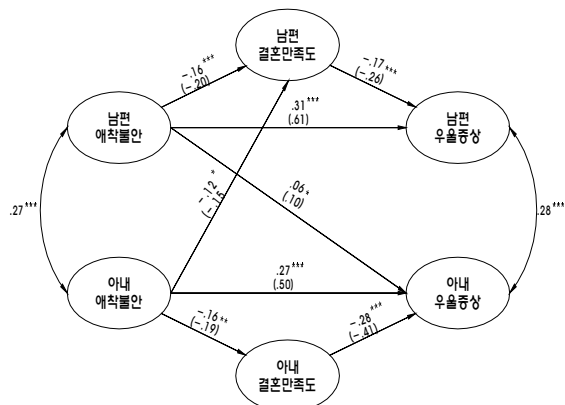 남편
결혼만족도
-.16***
(-.20)
-.17***
(-.26)
남편
애착불안
.31***
(.61)
남편
우울증상
.27***
-.12*
(-.15
.06*
(.10)
.28***
아내
애착불안
.27***
(.50)
아내
우울증상
-.16**
(-.19)
-.28***
(-.41)
아내
결혼만족도